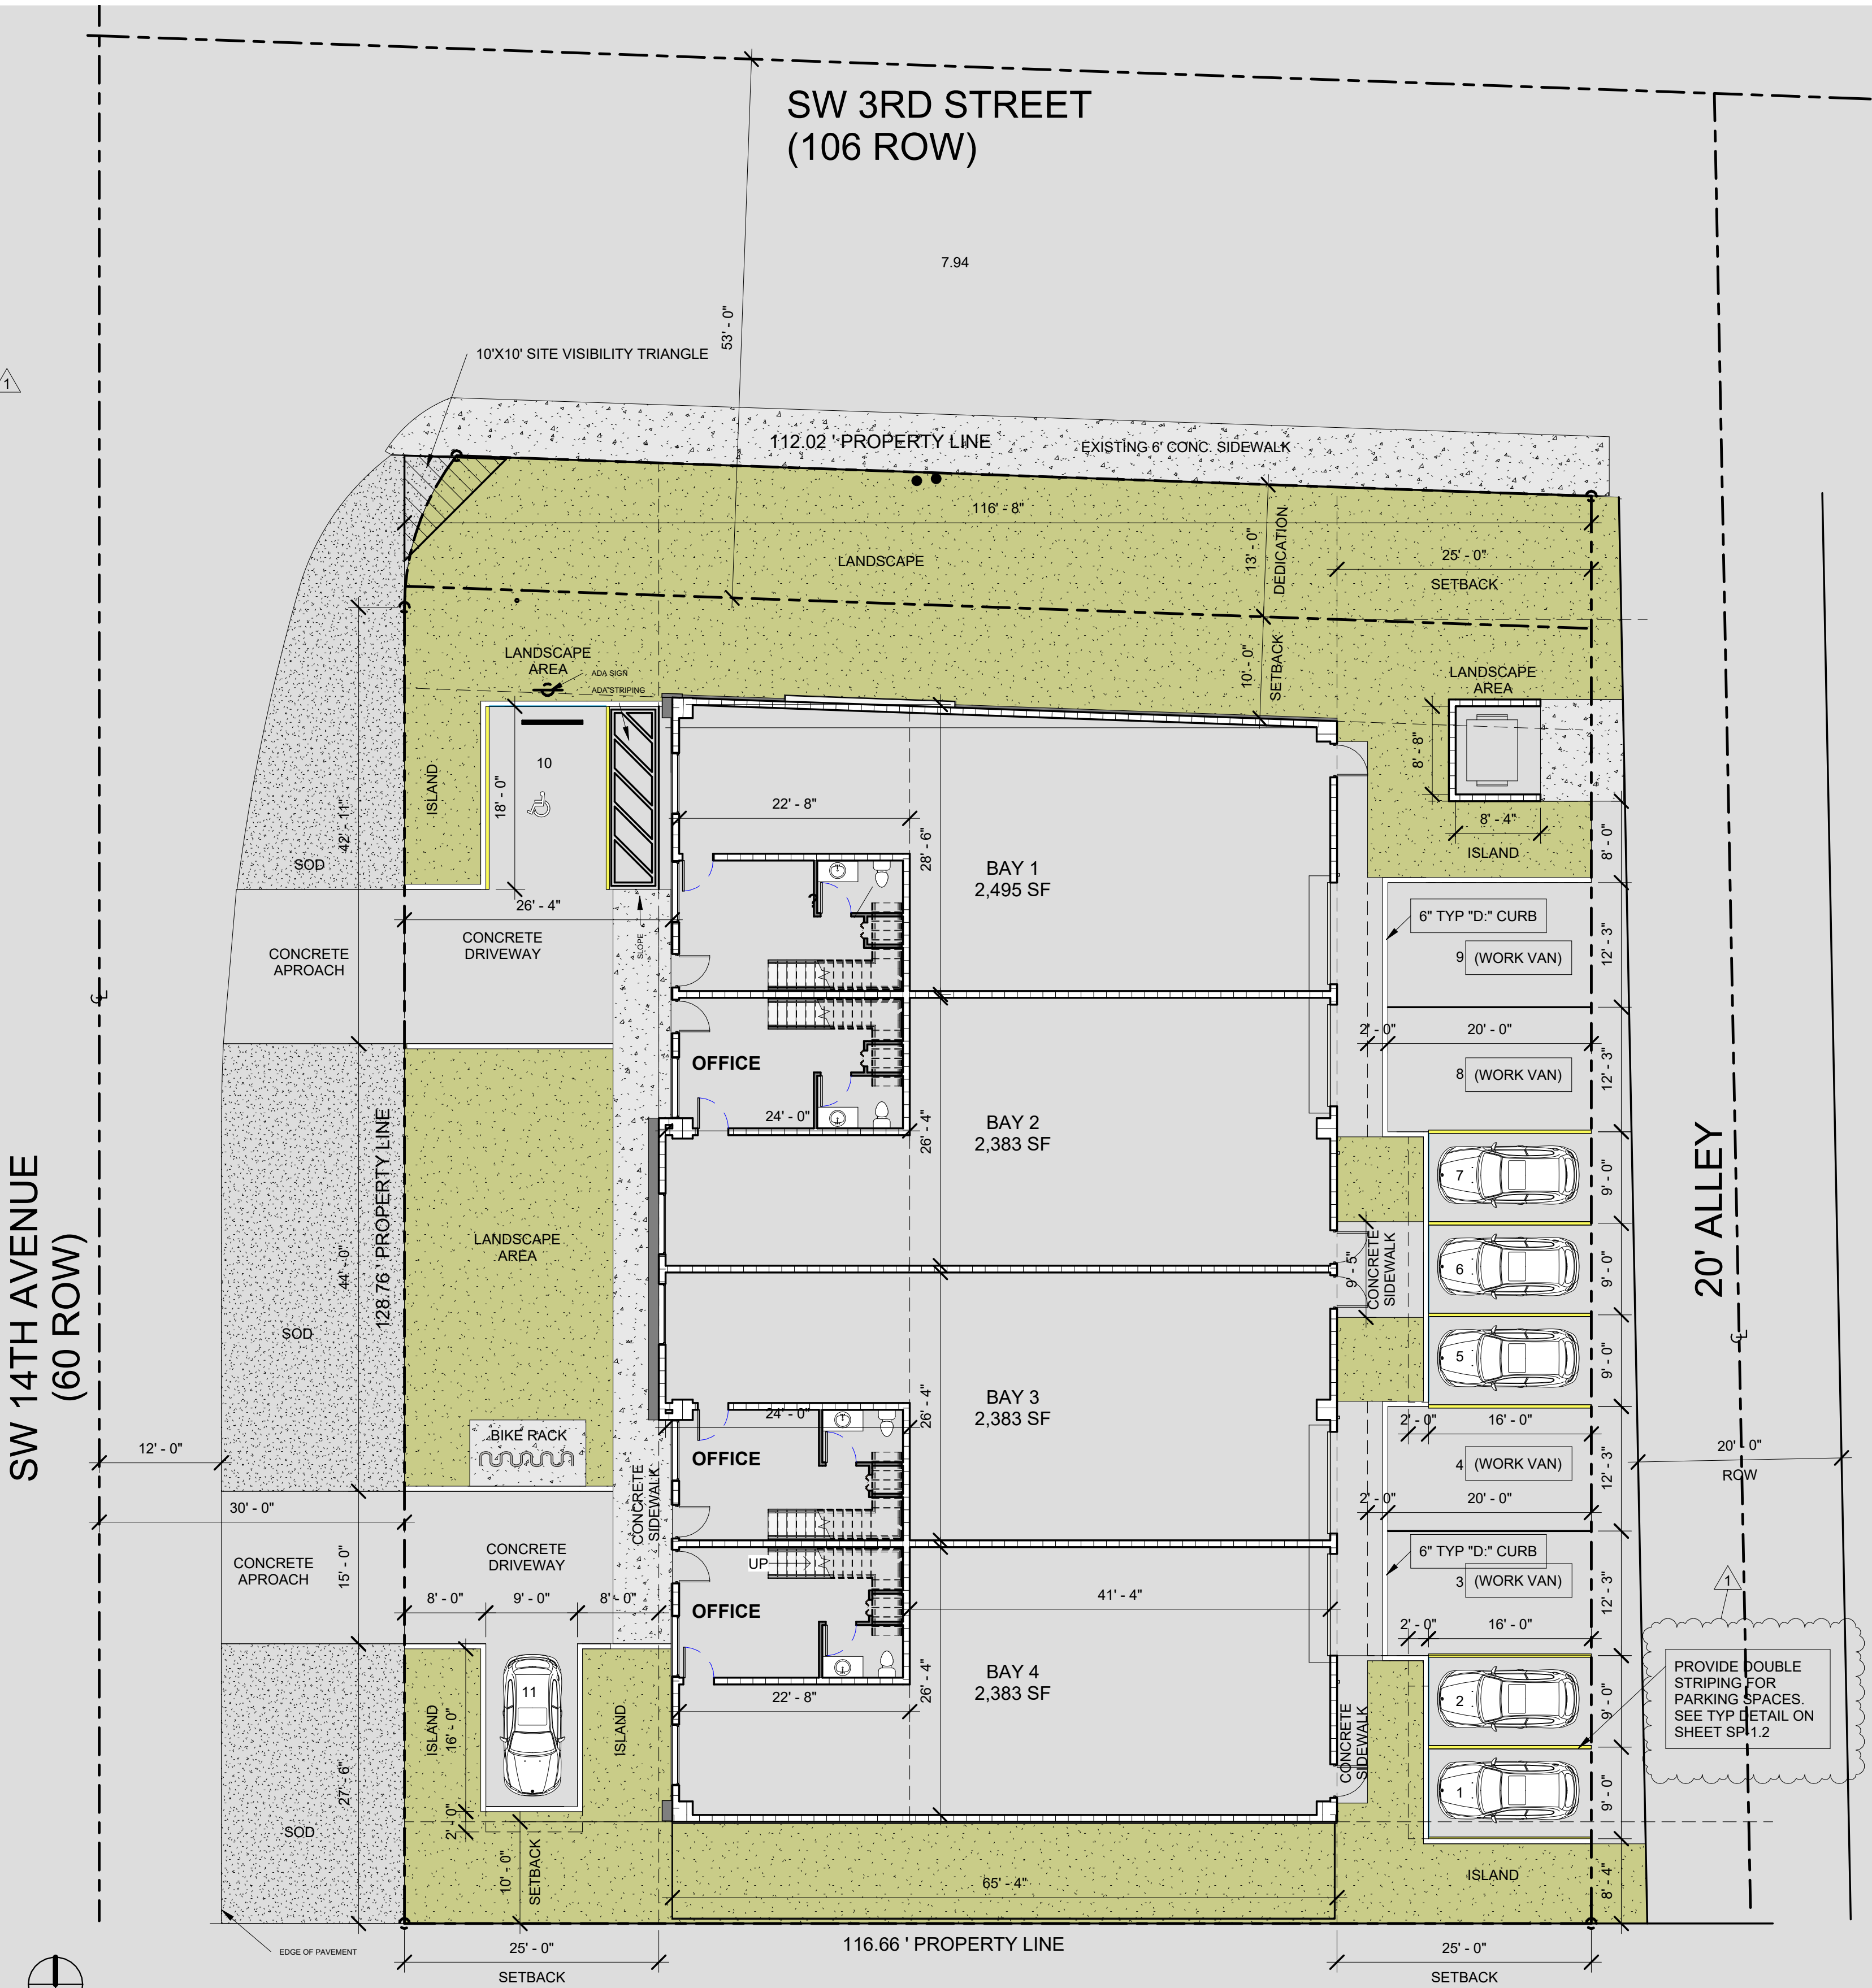 SW 3RD STREET
(106 ROW)
7.94
53' - 0"
10'X10' SITE VISIBILITY TRIANGLE
1
112.02 ' PROPERTY LINE
EXISTING 6' CONC. SIDEWALK
116' - 8"
LANDSCAPE
13' - 0"
DEDICATION
25' - 0"
SETBACK
10' - 0"
SETBACK
LANDSCAPE
AREA
ADA SIGN
ADA STRIPING
LANDSCAPE
AREA
10
18' - 0"
ISLAND
42' - 11"
SOD
22' - 8"
28' - 6"
BAY 1
2,495 SF
8' - 8"
8' - 4"
ISLAND
8' - 0"
26' - 4"
CONCRETE
APROACH
CONCRETE
DRIVEWAY
SLOPE
6" TYP "D:" CURB
9
(WORK VAN)
12' - 3"
2' - 0"
20' - 0"
OFFICE
24' - 0"
26' - 4"
BAY 2
2,383 SF
8
(WORK VAN)
12' - 3"
7
9' - 0"
6
9' - 0"
5
9' - 0"
9' - 5"
CONCRETE
SIDEWALK
SW 14TH AVENUE
(60 ROW)
20' ALLEY
128.76 ' PROPERTY LINE
44' - 0"
LANDSCAPE
AREA
SOD
BIKE RACK
24' - 0"
26' - 4"
BAY 3
2,383 SF
OFFICE
2' - 0"
16' - 0"
4
(WORK VAN)
12' - 3"
2' - 0"
20' - 0"
20' - 0"
ROW
12' - 0"
30' - 0"
CONCRETE
SIDEWALK
CONCRETE
APROACH
15' - 0"
CONCRETE
DRIVEWAY
8' - 0"
9' - 0"
8' - 0"
UP
OFFICE
41' - 4"
6" TYP "D:" CURB
3
(WORK VAN)
12' - 3"
2' - 0"
16' - 0"
1
PROVIDE DOUBLE
STRIPING FOR
PARKING SPACES.
SEE TYP DETAIL ON
SHEET SP-1.2
22' - 8"
26' - 4"
BAY 4
2,383 SF
11
ISLAND
16' - 0"
ISLAND
2
9' - 0"
1
9' - 0"
CONCRETE
SIDEWALK
27' - 6"
SOD
2' - 0"
10' - 0"
SETBACK
65' - 4"
ISLAND
8' - 4"
EDGE OF PAVEMENT
25' - 0"
SETBACK
116.66 ' PROPERTY LINE
25' - 0"
SETBACK